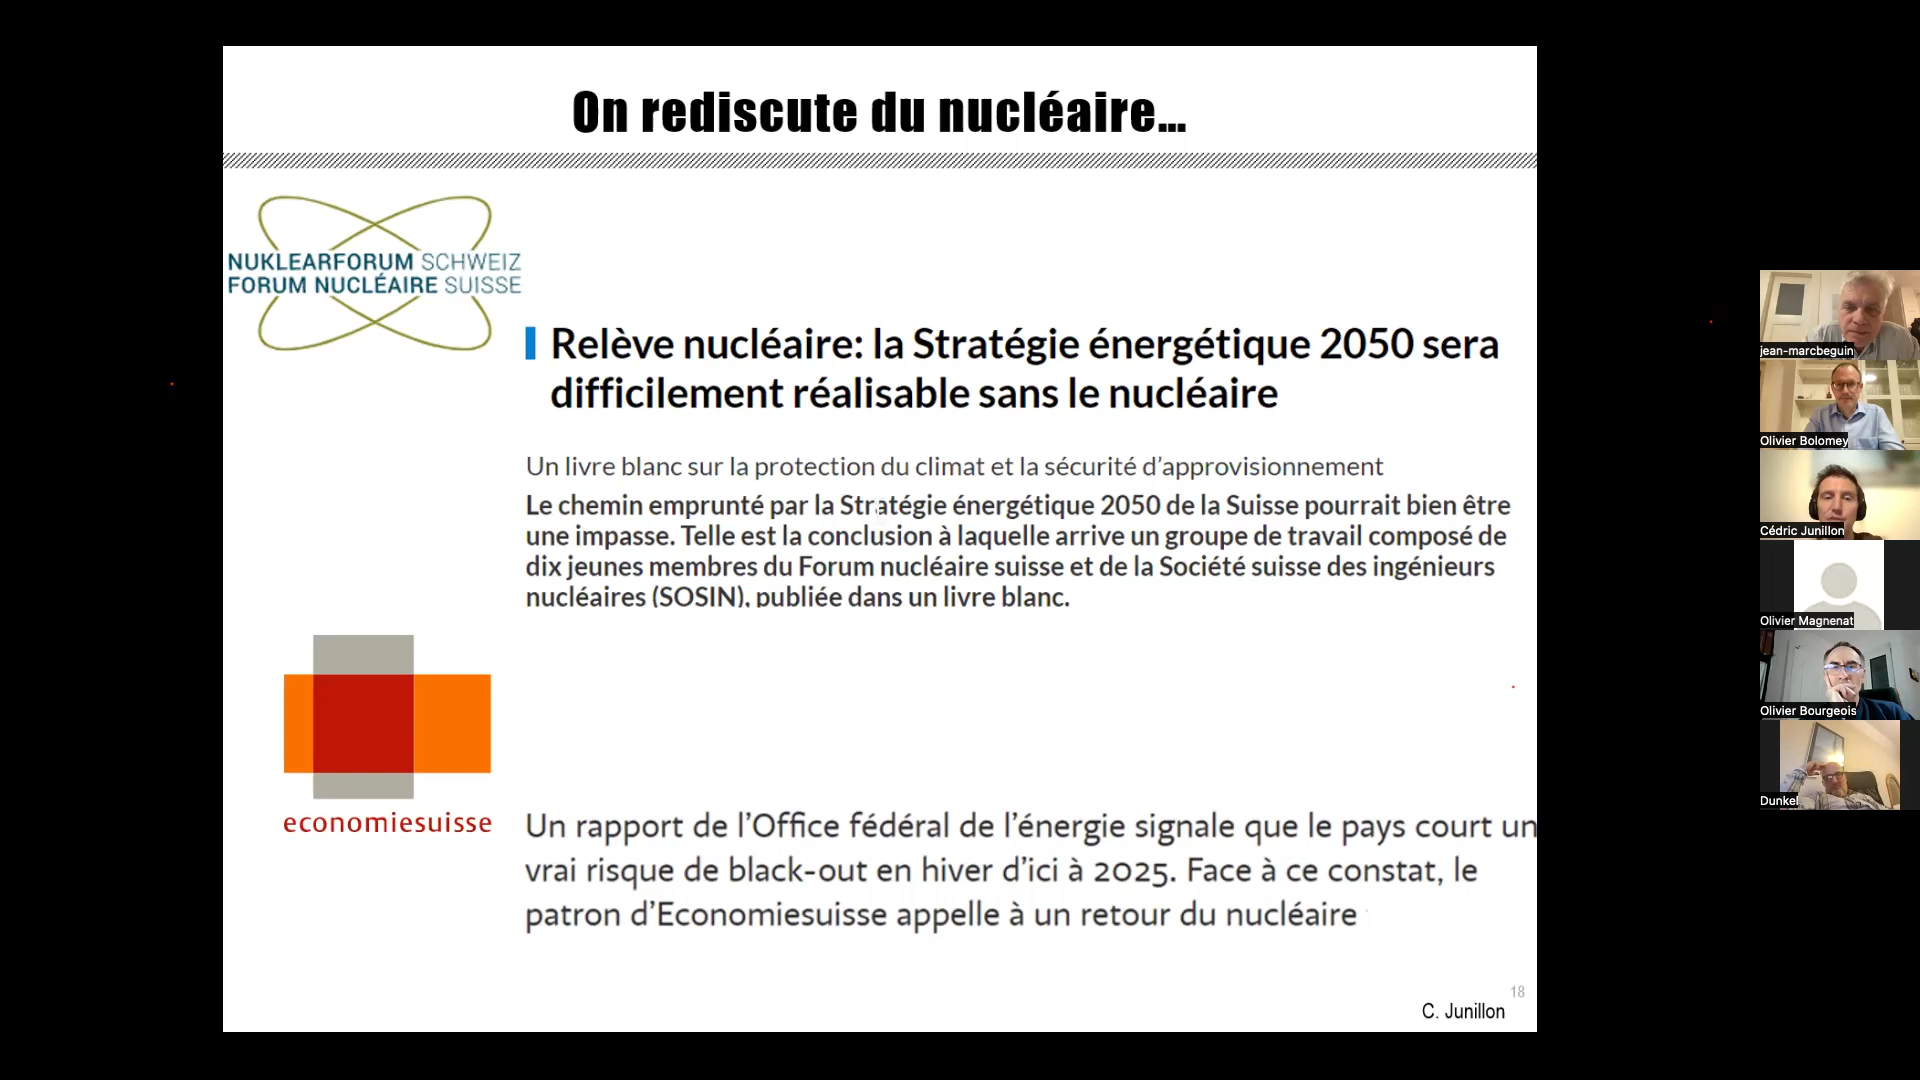 On rediscute du nucléaire...
NUKLEARFORUM SCHWEIZ
FORUM NUCLÉAIRE SUISSE
Relève nucléaire: la Stratégie énergétique 2050 sera
difficilement réalisable sans le nucléaire
Un livre blanc sur la protection du climat et la sécurité d’approvisionnement
Le chemin emprunté par la Stratégie énergétique 2050 de la Suisse pourrait bien être
une impasse. Telle est la conclusion à laquelle arrive un groupe de travail composé de
dix jeunes membres du Forum nucléaire suisse et de la Société suisse des ingénieurs
nucléaires (SOSIN), publiée dans un livre blanc.
economiesuisse
Un rapport de l’Office fédéral de l’énergie signale que le pays court un
vrai risque de black-out en hiver d’ici à 2025. Face à ce constat, le
patron d’Economiesuisse appelle à un retour du nucléaire
18
C. Junillon
jean-marcbeguin
Olivier Bolomey
Cédric Junillon
Olivier Magnenat
Olivier Bourgeois
Dunkel